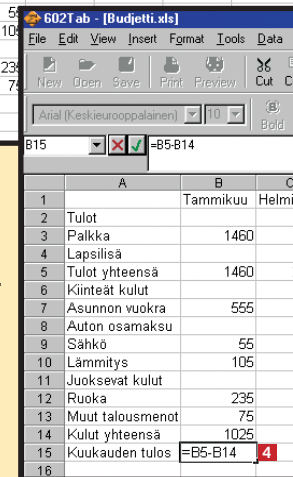 602Tab - [Budjetti.xls]
File Edit View Insert Format Tools Data
New Open Save Print Preview Cut
Arial (Keskieurooppalainen) 10 Bold
B15 =B5-B14
A B C
1 Tammikuu Helmi
2 Tulot
3 Palkka 1460
4 Lapsilisä
5 Tulot yhteensä 1460
6 Kiinteät kulut
7 Asunnon vuokra 555
8 Auton osamaksu
9 Sähkö 55
10 Lämmitys 105
11 Juoksevat kulut
12 Ruoka 235
13 Muut talousmenot 75
14 Kulut yhteensä 1025
15 Kuukauden tulos =B5-B14 4
16